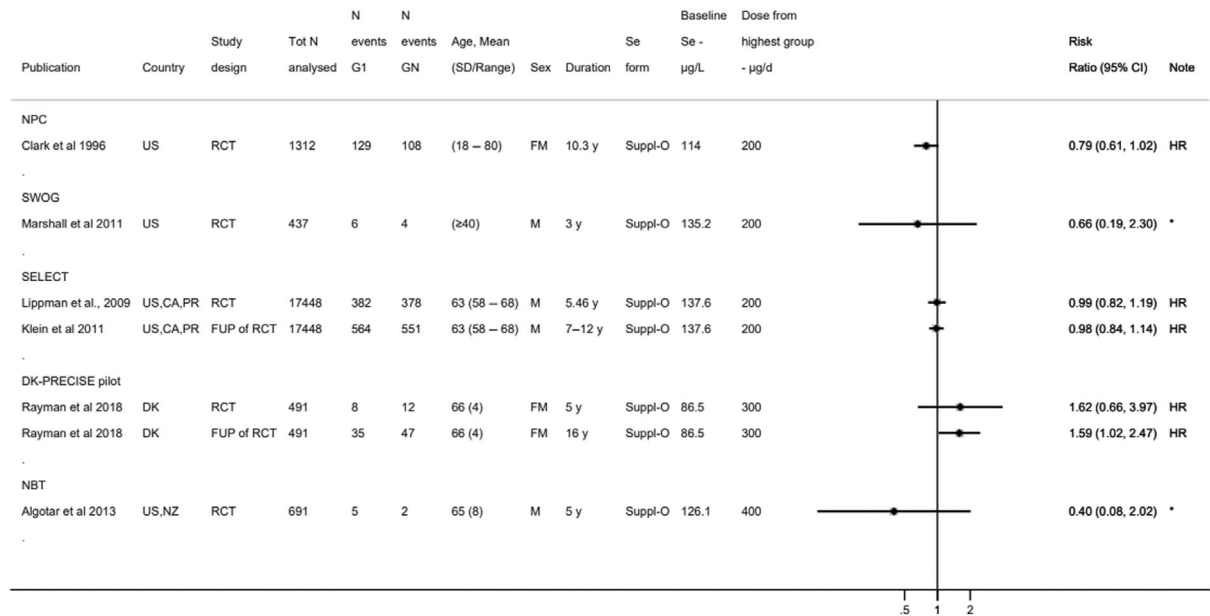 N N Baseline Dose from
Study Tot N events events Age, Mean Se Se - highest group Risk
Publication Country design analysed G1 GN (SD/Range) Sex Duration form µg/L - µg/d Ratio (95% CI) Note
NPC
Clark et al 1996 US RCT 1312 129 108 (18 – 80) FM 10.3 y Suppl-O 114 200 0.79 (0.61, 1.02) HR
.
SWOG
Marshall et al 2011 US RCT 437 6 4 (≥40) M 3 y Suppl-O 135.2 200 0.66 (0.19, 2.30) *
.
SELECT
Lippman et al., 2009 US,CA,PR RCT 17448 382 378 63 (58 – 68) M 5.46 y Suppl-O 137.6 200 0.99 (0.82, 1.19) HR
Klein et al 2011 US,CA,PR FUP of RCT 17448 564 551 63 (58 – 68) M 7–12 y Suppl-O 137.6 200 0.98 (0.84, 1.14) HR
.
DK-PRECISE pilot
Rayman et al 2018 DK RCT 491 8 12 66 (4) FM 5 y Suppl-O 86.5 300 1.62 (0.66, 3.97) HR
Rayman et al 2018 DK FUP of RCT 491 35 47 66 (4) FM 16 y Suppl-O 86.5 300 1.59 (1.02, 2.47) HR
.
NBT
Algotar et al 2013 US,NZ RCT 691 5 2 65 (8) M 5 y Suppl-O 126.1 400 0.40 (0.08, 2.02) *
.
.5 1 2